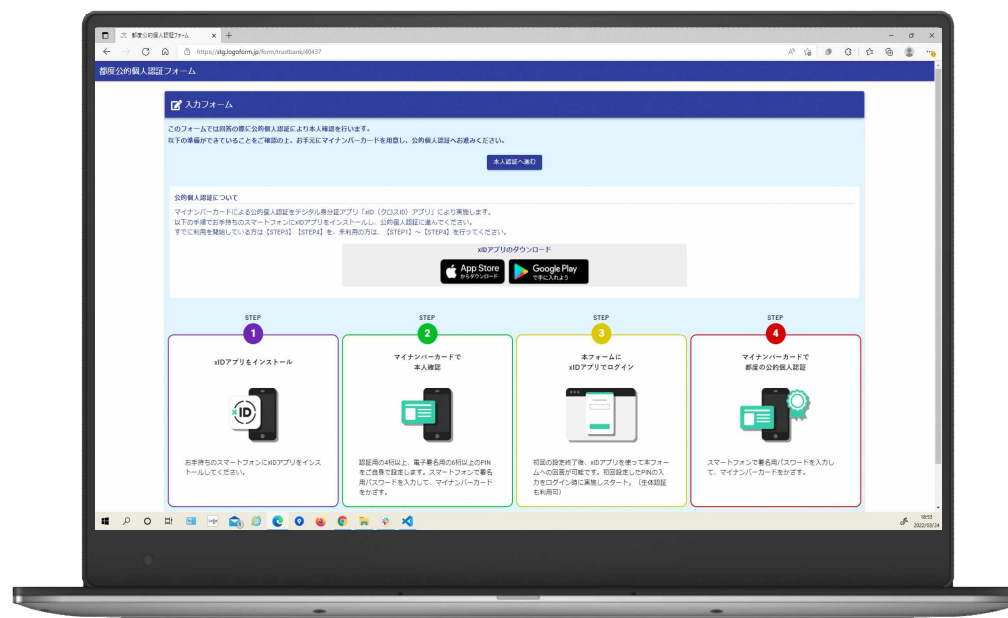 都度公的個人認証フォーム
https://stg.logoform.jp/form/trustbank/40437
都度公的個人認証フォーム
入力フォーム
このフォームでは回答の際に公的個人認証により本人確認を行います。
以下の準備ができていることをご確認の上、お手元にマイナンバーカードを用意し、公的個人認証へお進みください。
本人認証へ進む
公的個人認証について
マイナンバーカードによる公的個人認証をデジタル身分証アプリ「xID（クロスID）アプリ」により実施します。
以下の手順でお手持ちのスマートフォンにxIDアプリをインストールし、公的個人認証に進んでください。
すでに利用を開始している方は【STEP3】【STEP4】を、未利用の方は、【STEP1】～【STEP4】を行ってください。
xIDアプリのダウンロード
App Store
からダウンロード
Google Play
で手に入れよう
STEP
1
xIDアプリをインストール
xID
お手持ちのスマートフォンにxIDアプリをインス
トールしてください。
STEP
2
マイナンバーカードで
本人確認
認証用の4桁以上、電子署名用の6桁以上のPIN
をご自身で設定します。スマートフォンで署名
用パスワードを入力して、マイナンバーカード
をかざす。
STEP
3
本フォームに
xIDアプリでログイン
初回の設定終了後、xIDアプリを使って本フォー
ムへの回答が可能です。初回設定したPINの入
力をログイン時に実施しスタート。（生体認証
も利用可）
STEP
4
マイナンバーカードで
都度の公的個人認証
スマートフォンで署名用パスワードを入力し
て、マイナンバーカードをかざす。
18:53
2022/03/24